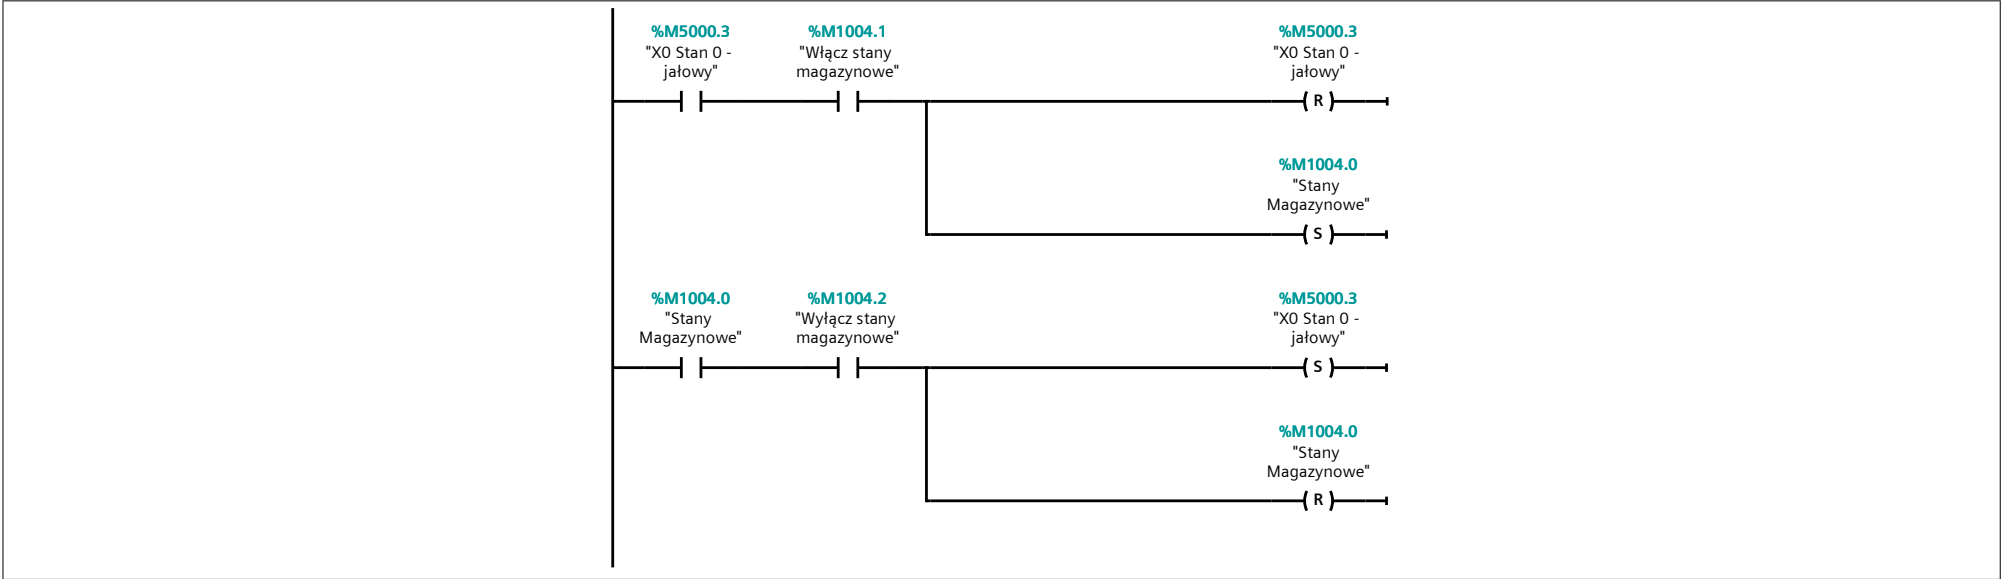 %M5000.3
"X0 Stan 0 -
jałowy"
%M1004.1
"Włącz stany
magazynowe"
%M5000.3
"X0 Stan 0 -
jałowy"
R
%M1004.0
"Stany
Magazynowe"
S
%M1004.0
"Stany
Magazynowe"
%M1004.2
"Wyłącz stany
magazynowe"
%M5000.3
"X0 Stan 0 -
jałowy"
S
%M1004.0
"Stany
Magazynowe"
R